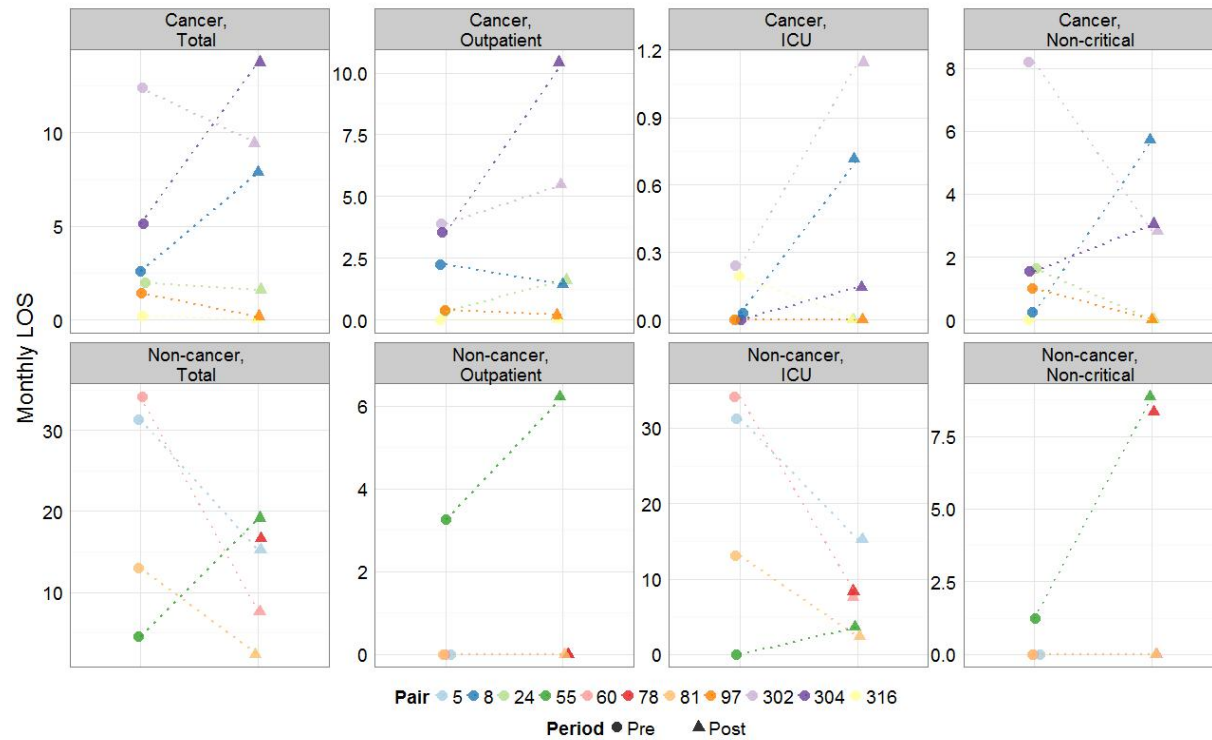 Cancer,
Total
Cancer,
Outpatient
Cancer,
ICU
Cancer,
Non-critical
10
5
0
10.0
7.5
5.0
2.5
0.0
1.2
0.9
0.6
0.3
0.0
8
6
4
2
0
Monthly LOS
Non-cancer,
Total
Non-cancer,
Outpatient
Non-cancer,
ICU
Non-cancer,
Non-critical
30
20
10
6
4
2
0
30
20
10
0
7.5
5.0
2.5
0.0
Pair 5 8 24 55 60 78 81 97 302 304 316
Period Pre Post